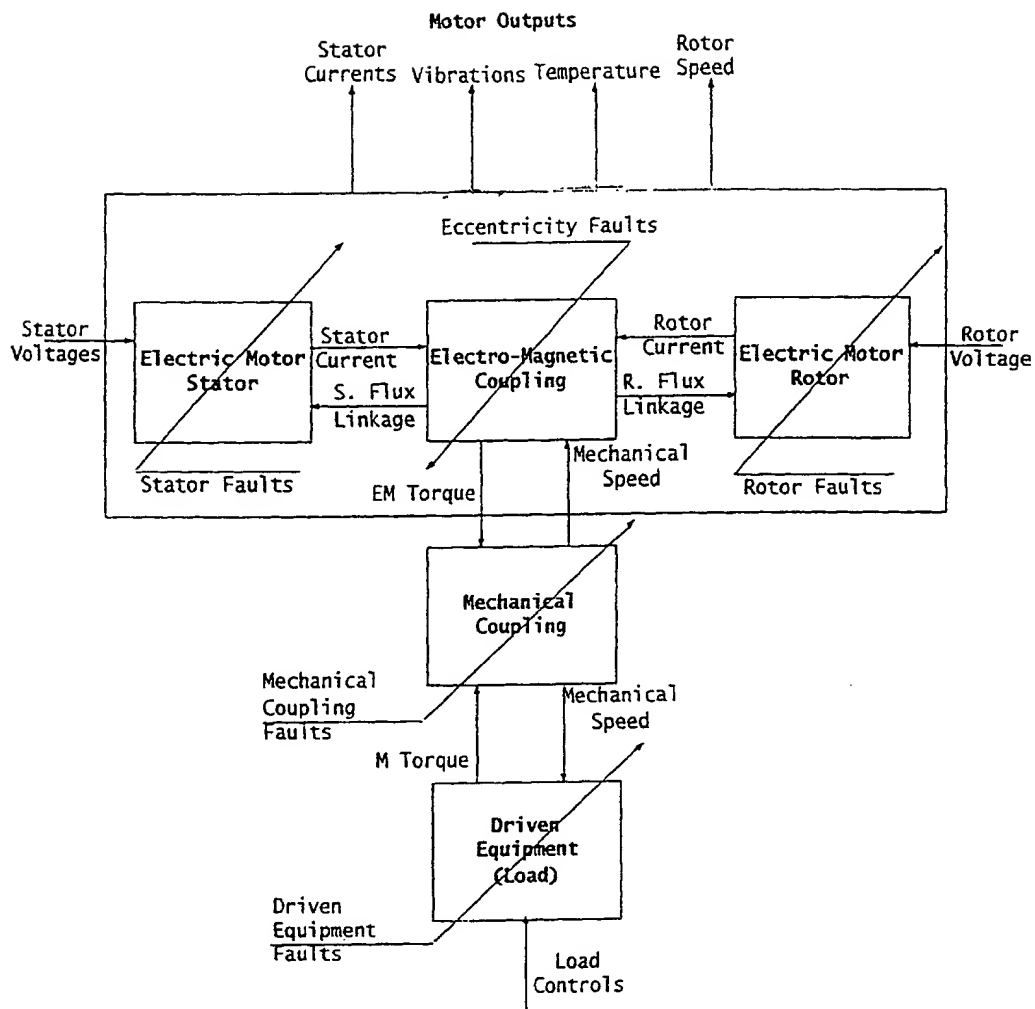 Motor Outputs
Stator
Currents
Vibrations
Temperature
Rotor
Speed
Eccentricity Faults
Stator
Voltages
Electric Motor
Stator
Stator
Current
S. Flux
Linkage
Electro-Magnetic
Coupling
Rotor
Current
R. Flux
Linkage
Electric Motor
Rotor
Rotor
Voltage
Stator Faults
EM Torque
Mechanical
Speed
Rotor Faults
Mechanical
Coupling
Mechanical
Coupling
Faults
M Torque
Mechanical
Speed
Driven
Equipment
(Load)
Driven
Equipment
Faults
Load
Controls